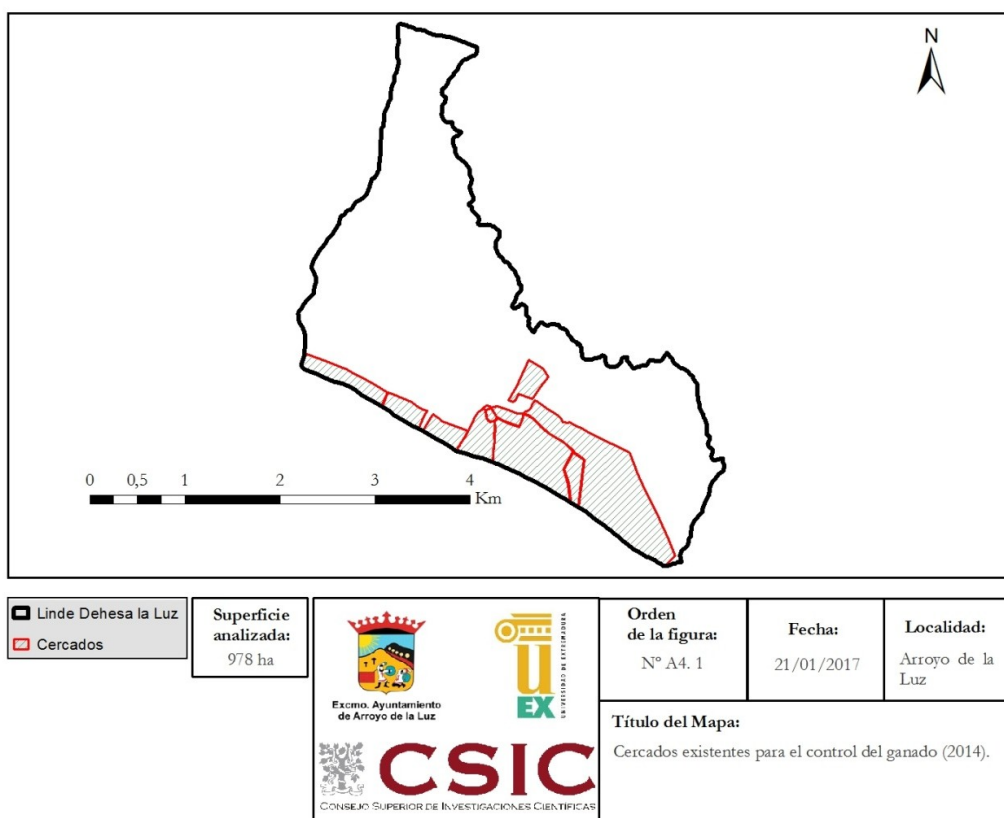 N
0 0,5 1 2 3 4
Km
Linde Dehesa la Luz
Cercados
Superficie
analizada:
978 ha
Excmo. Ayuntamiento
de Arroyo de la Luz
UNIVERSIDAD DE EXTREMADURA
u
EX
CSIC
CONSEJO SUPERIOR DE INVESTIGACIONES CIENTÍFICAS
Orden
de la figura:
Nº A4. 1
Fecha:
21/01/2017
Localidad:
Arroyo de la
Luz
Título del Mapa:
Cercados existentes para el control del ganado (2014).